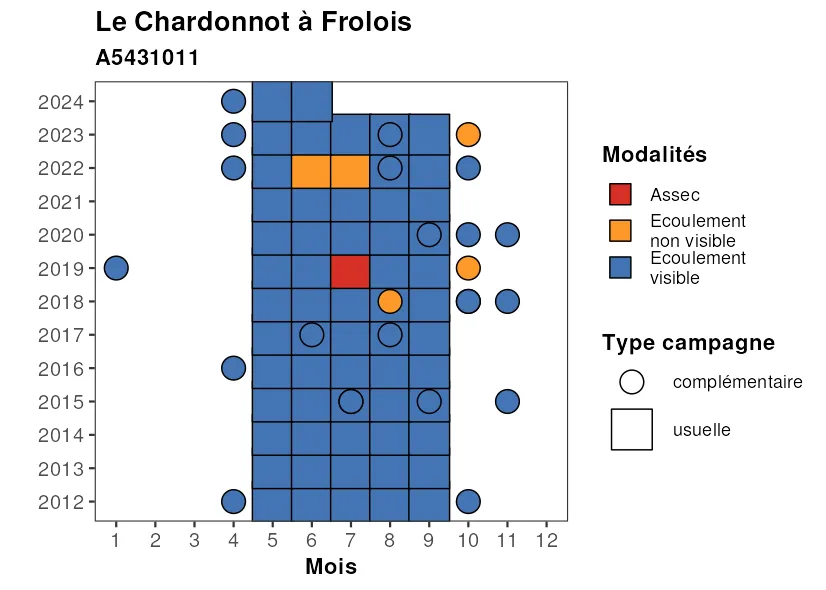 Le Chardonnot à Frolois
A5431011
2024
2023
2022
2021
2020
2019
2018
2017
2016
2015
2014
2013
2012
1 2 3 4 5 6 7 8 9 10 11 12
Mois
Modalités
Assec
Ecoulement
non visible
Ecoulement
visible
Type campagne
complémentaire
usuelle